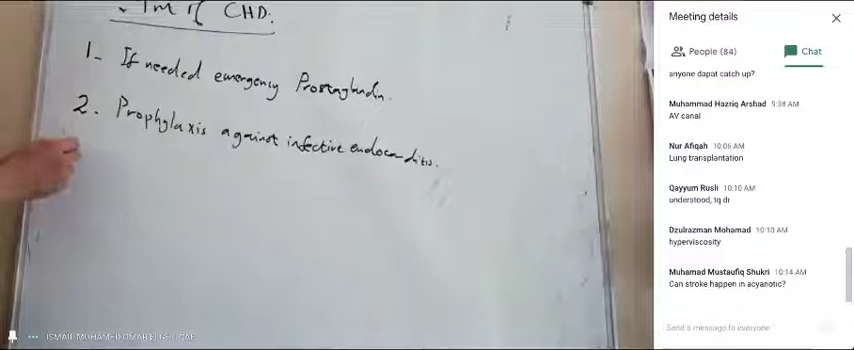 CHD:
1- If needed emergency Prostaglandin.
2. Prophylaxis against infective endocarditis.
Meeting details
People (84)
Chat
anyone dapat catch up?
Muhammad Hazriq Arshad 9:38 AM
AV canal
Nur Afiqah 10:06 AM
Lung transplantation
Qayyum Rusli 10:10 AM
understood, tq dr
Dzulrazman Mohamad 10:10 AM
hyperviscosity
Muhamad Mustaufiq Shukri 10:14 AM
Can stroke happen in acyanotic?
Send a message to everyone
ISMAIL MOHAMED OMAR